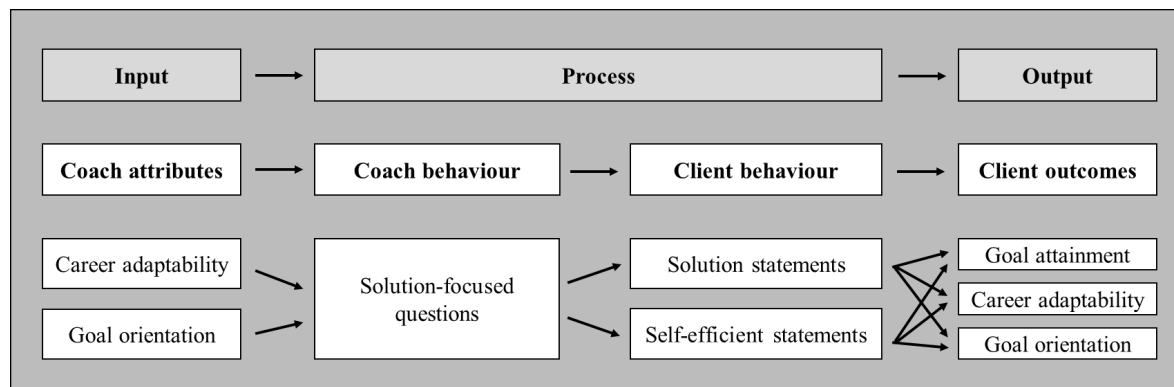 Input
Process
Output
Coach attributes
Coach behaviour
Client behaviour
Client outcomes
Career adaptability
Goal orientation
Solution-focused
questions
Solution statements
Self-efficient statements
Goal attainment
Career adaptability
Goal orientation